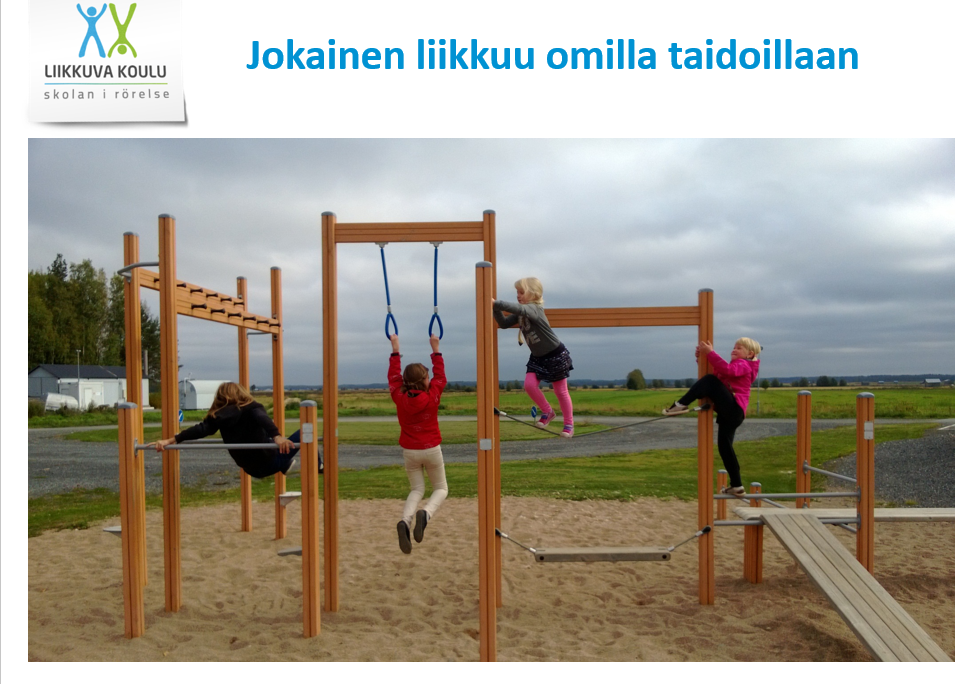 LIIKKUVA KOULU
skolan i rörelse
Jokainen liikkuu omilla taidoillaan